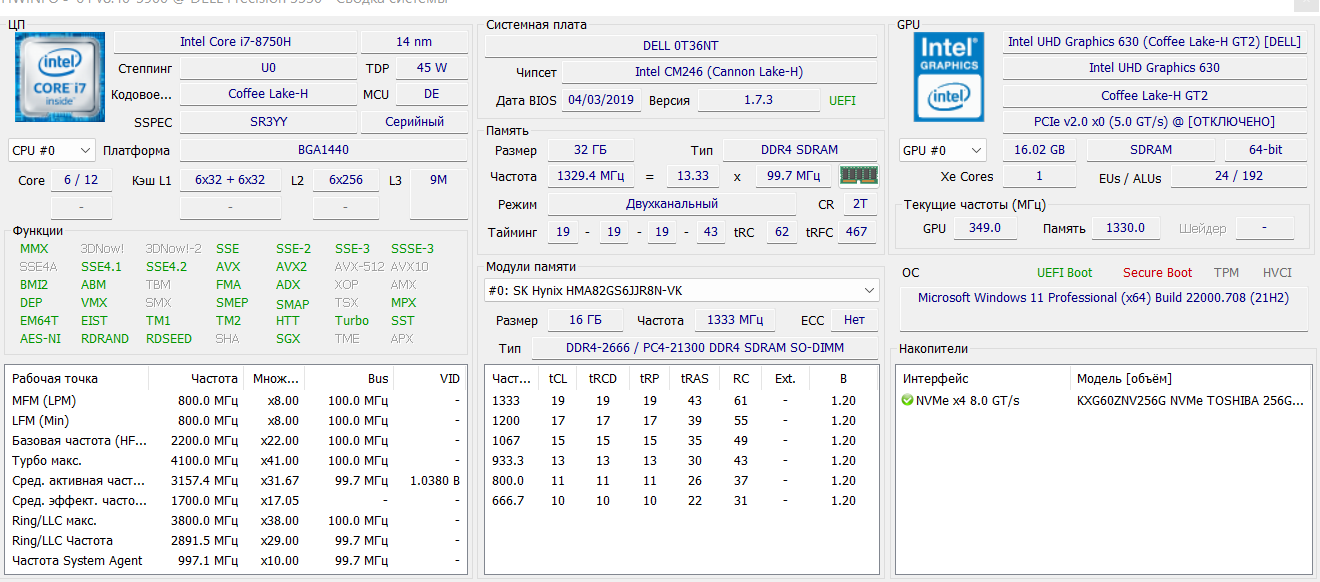 ЦП
intel
CORE i7
inside
Intel Core i7-8750H 14 nm
Степпинг U0 TDP 45 W
Кодовое... Coffee Lake-H MCU DE
SSPEC SR3YY Серийный
CPU #0 Платформа BGA1440
Core 6 / 12 Кэш L1 6x32 + 6x32 L2 6x256 L3 9M
- - -
Функции
MMX 3DNow! 3DNow!-2 SSE SSE-2 SSE-3 SSSE-3
SSE4A SSE4.1 SSE4.2 AVX AVX2 AVX-512 AVX10
BMI2 ABM TBM FMA ADX XOP AMX
DEP VMX SMX SMEP SMAP TSX MPX
EM64T EIST TM1 TM2 HTT Turbo SST
AES-NI RDRAND RDSEED SHA SGX TME APX
Рабочая точка Частота Множ... Bus VID
MFM (LPM) 800.0 МГц x8.00 100.0 МГц -
LFM (Min) 800.0 МГц x8.00 100.0 МГц -
Базовая частота (HF... 2200.0 МГц x22.00 100.0 МГц -
Турбо макс. 4100.0 МГц x41.00 100.0 МГц -
Сред. активная част... 3157.4 МГц x31.67 99.7 МГц 1.0380 В
Сред. эффект. часто... 1700.0 МГц x17.05 - -
Ring/LLC макс. 3800.0 МГц x38.00 100.0 МГц -
Ring/LLC Частота 2891.5 МГц x29.00 99.7 МГц -
Частота System Agent 997.1 МГц x10.00 99.7 МГц -
Системная плата
DELL 0T36NT
Чипсет Intel CM246 (Cannon Lake-H)
Дата BIOS 04/03/2019 Версия 1.7.3 UEFI
Память
Размер 32 ГБ Тип DDR4 SDRAM
Частота 1329.4 МГц = 13.33 x 99.7 МГц
Режим Двухканальный CR 2T
Тайминг 19 - 19 - 19 - 43 tRC 62 tRFC 467
Модули памяти
#0: SK Hynix HMA82GS6JJR8N-VK
Размер 16 ГБ Частота 1333 МГц ECC Нет
Тип DDR4-2666 / PC4-21300 DDR4 SDRAM SO-DIMM
Част... tCL tRCD tRP tRAS RC Ext. В
1333 19 19 19 43 61 - 1.20
1200 17 17 17 39 55 - 1.20
1067 15 15 15 35 49 - 1.20
933.3 13 13 13 30 43 - 1.20
800.0 11 11 11 26 37 - 1.20
666.7 10 10 10 22 31 - 1.20
GPU
Intel
GRAPHICS
intel
Intel UHD Graphics 630 (Coffee Lake-H GT2) [DELL]
Intel UHD Graphics 630
Coffee Lake-H GT2
PCIe v2.0 x0 (5.0 GT/s) @ [ОТКЛЮЧЕНО]
GPU #0 16.02 GB SDRAM 64-bit
Xe Cores 1 EUs / ALUs 24 / 192
Текущие частоты (МГц)
GPU 349.0 Память 1330.0 Шейдер -
ОС UEFI Boot Secure Boot TPM HVCI
Microsoft Windows 11 Professional (x64) Build 22000.708 (21H2)
Накопители
Интерфейс Модель [объём]
NVMe x4 8.0 GT/s KXG60ZNV256G NVMe TOSHIBA 256G...